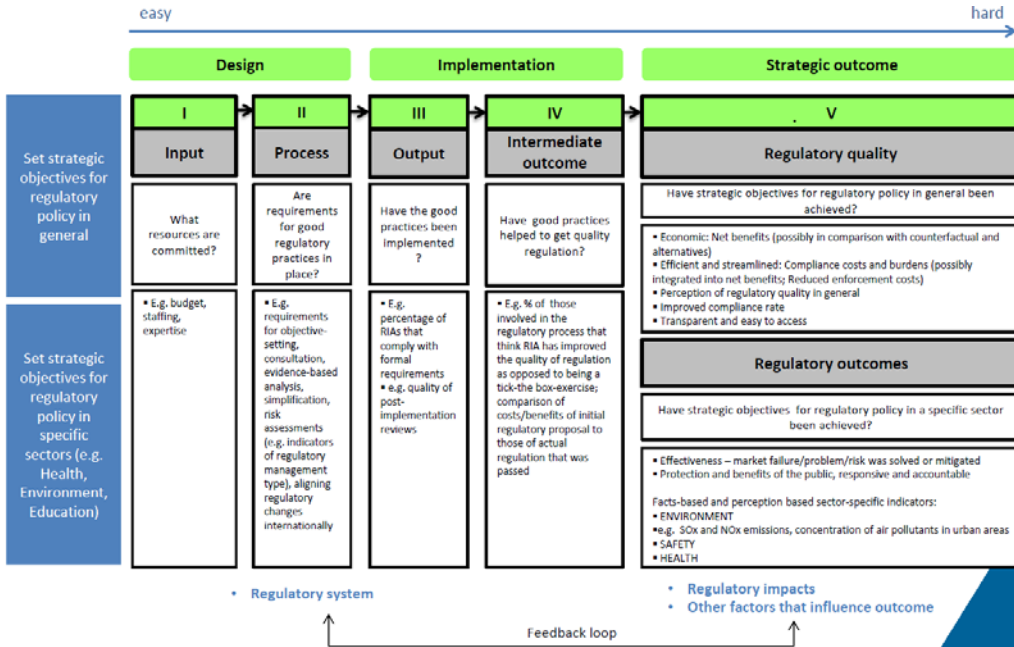 easy
hard
Design
Implementation
Strategic outcome
Set strategic
objectives for
regulatory
policy in
general
Set strategic
objectives for
regulatory
policy in
specific
sectors (e.g.
Health,
Environment,
Education)
I
Input
What
resources are
committed?
▪ E.g. budget,
staffing,
expertise
II
Process
Are
requirements
for good
regulatory
practices in
place?
▪ E.g.
requirements
for objective-
setting,
consultation,
evidence-based
analysis,
simplification,
risk
assessments
(e.g. indicators
of regulatory
management
type), aligning
regulatory
changes
internationally
III
Output
Have the good
practices been
implemented
?
▪ E.g.
percentage of
RIAs that
comply with
formal
requirements
▪ e.g. quality of
post-
implementation
reviews
IV
Intermediate
outcome
Have good practices
helped to get quality
regulation?
▪ E.g. % of those
involved in the
regulatory process that
think RIA has improved
the quality of regulation
as opposed to being a
tick-the box-exercise;
comparison of
costs/benefits of initial
regulatory proposal to
those of actual
regulation that was
passed
. V
Regulatory quality
Have strategic objectives for regulatory policy in general been
achieved?
▪ Economic: Net benefits (possibly in comparison with counterfactual and
alternatives)
▪ Efficient and streamlined: Compliance costs and burdens (possibly
integrated into net benefits; Reduced enforcement costs)
▪ Perception of regulatory quality in general
▪ Improved compliance rate
▪ Transparent and easy to access
Regulatory outcomes
Have strategic objectives for regulatory policy in a specific sector
been achieved?
▪ Effectiveness – market failure/problem/risk was solved or mitigated
▪ Protection and benefits of the public, responsive and accountable
Facts-based and perception based sector-specific indicators:
▪ ENVIRONMENT
▪e.g. SOx and NOx emissions, concentration of air pollutants in urban areas
▪ SAFETY
▪ HEALTH
• Regulatory system
• Regulatory impacts
• Other factors that influence outcome
Feedback loop